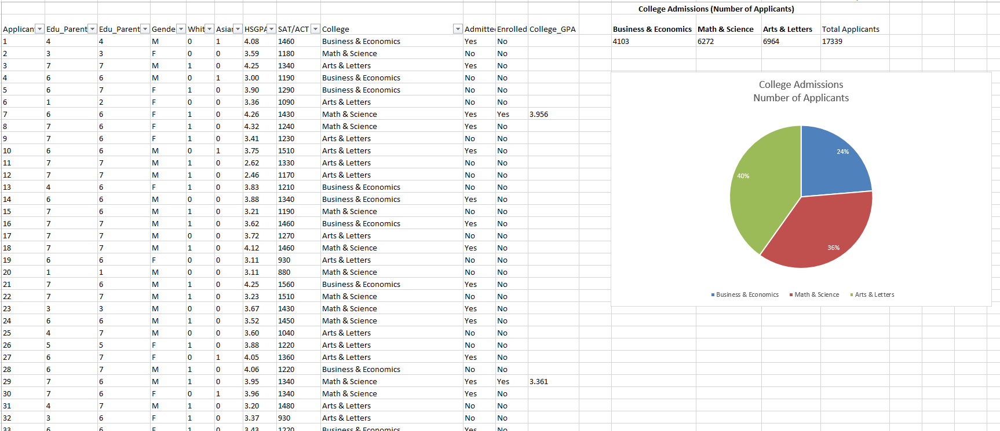 College Admissions (Number of Applicants)
Applican Edu_Parent Edu_Parent Gende Whit Asia HSGPA SAT/ACT College Admitte Enrolled College_GPA Business & Economics Math & Science Arts & Letters Total Applicants
1 4 4 M 0 1 4.08 1460 Business & Economics Yes No 4103 6272 6964 17339
2 3 3 F 0 0 3.59 1180 Math & Science No No
3 7 7 M 1 0 4.25 1340 Arts & Letters Yes No
4 6 6 M 0 1 3.00 1190 Business & Economics No No
5 6 7 F 1 0 3.90 1290 Business & Economics No No
6 1 2 F 0 0 3.36 1090 Arts & Letters No No
7 6 6 F 1 0 4.26 1430 Math & Science Yes Yes 3.956
8 7 6 F 1 0 4.32 1240 Math & Science Yes No
9 7 6 F 1 0 3.41 1230 Arts & Letters No No
10 6 6 M 0 1 3.75 1510 Arts & Letters Yes No
11 7 7 M 1 0 2.62 1330 Arts & Letters No No
12 7 7 M 1 0 2.46 1170 Arts & Letters No No
13 4 6 F 1 0 3.83 1210 Business & Economics No No
14 6 6 M 0 0 3.88 1340 Business & Economics Yes No
15 7 6 M 1 0 3.21 1190 Math & Science No No
16 7 7 M 1 0 3.62 1460 Business & Economics Yes No
17 7 7 M 0 0 3.72 1270 Arts & Letters No No
18 7 7 M 1 0 4.12 1460 Math & Science Yes No
19 6 6 F 0 0 3.11 930 Arts & Letters No No
20 1 1 M 0 0 3.11 880 Math & Science No No
21 7 6 M 1 0 4.25 1560 Business & Economics Yes No
22 7 7 M 1 0 3.23 1510 Math & Science No No
23 3 3 M 0 0 3.67 1430 Math & Science Yes No
24 6 6 M 1 0 3.52 1450 Math & Science Yes No
25 4 7 M 0 0 3.60 1040 Arts & Letters No No
26 5 5 F 1 0 3.88 1220 Arts & Letters No No
27 6 7 F 0 1 4.05 1360 Arts & Letters Yes No
28 6 7 M 1 0 4.06 1220 Business & Economics No No
29 7 6 M 1 0 3.95 1340 Math & Science Yes Yes 3.361
30 7 6 F 0 1 3.96 1340 Math & Science Yes No
31 4 7 M 1 0 3.20 1480 Arts & Letters No No
32 3 6 F 1 0 3.37 930 Arts & Letters No No
33 6 6 F 1 0 3.43 1220 Business & Economics Yes No
College Admissions
Number of Applicants
24%
40%
36%
Business & Economics Math & Science Arts & Letters